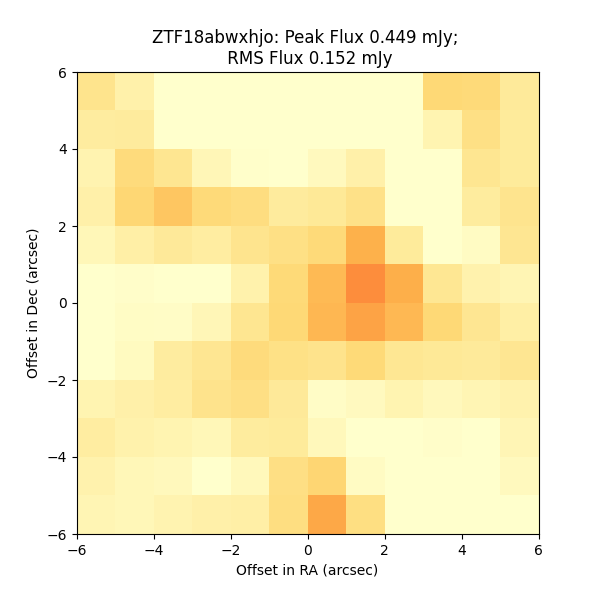 ZTF18abwxhjo: Peak Flux 0.449 mJy;
RMS Flux 0.152 mJy
6
4
2
0
−2
−4
−6
Offset in Dec (arcsec)
−6 −4 −2 0 2 4 6
Offset in RA (arcsec)